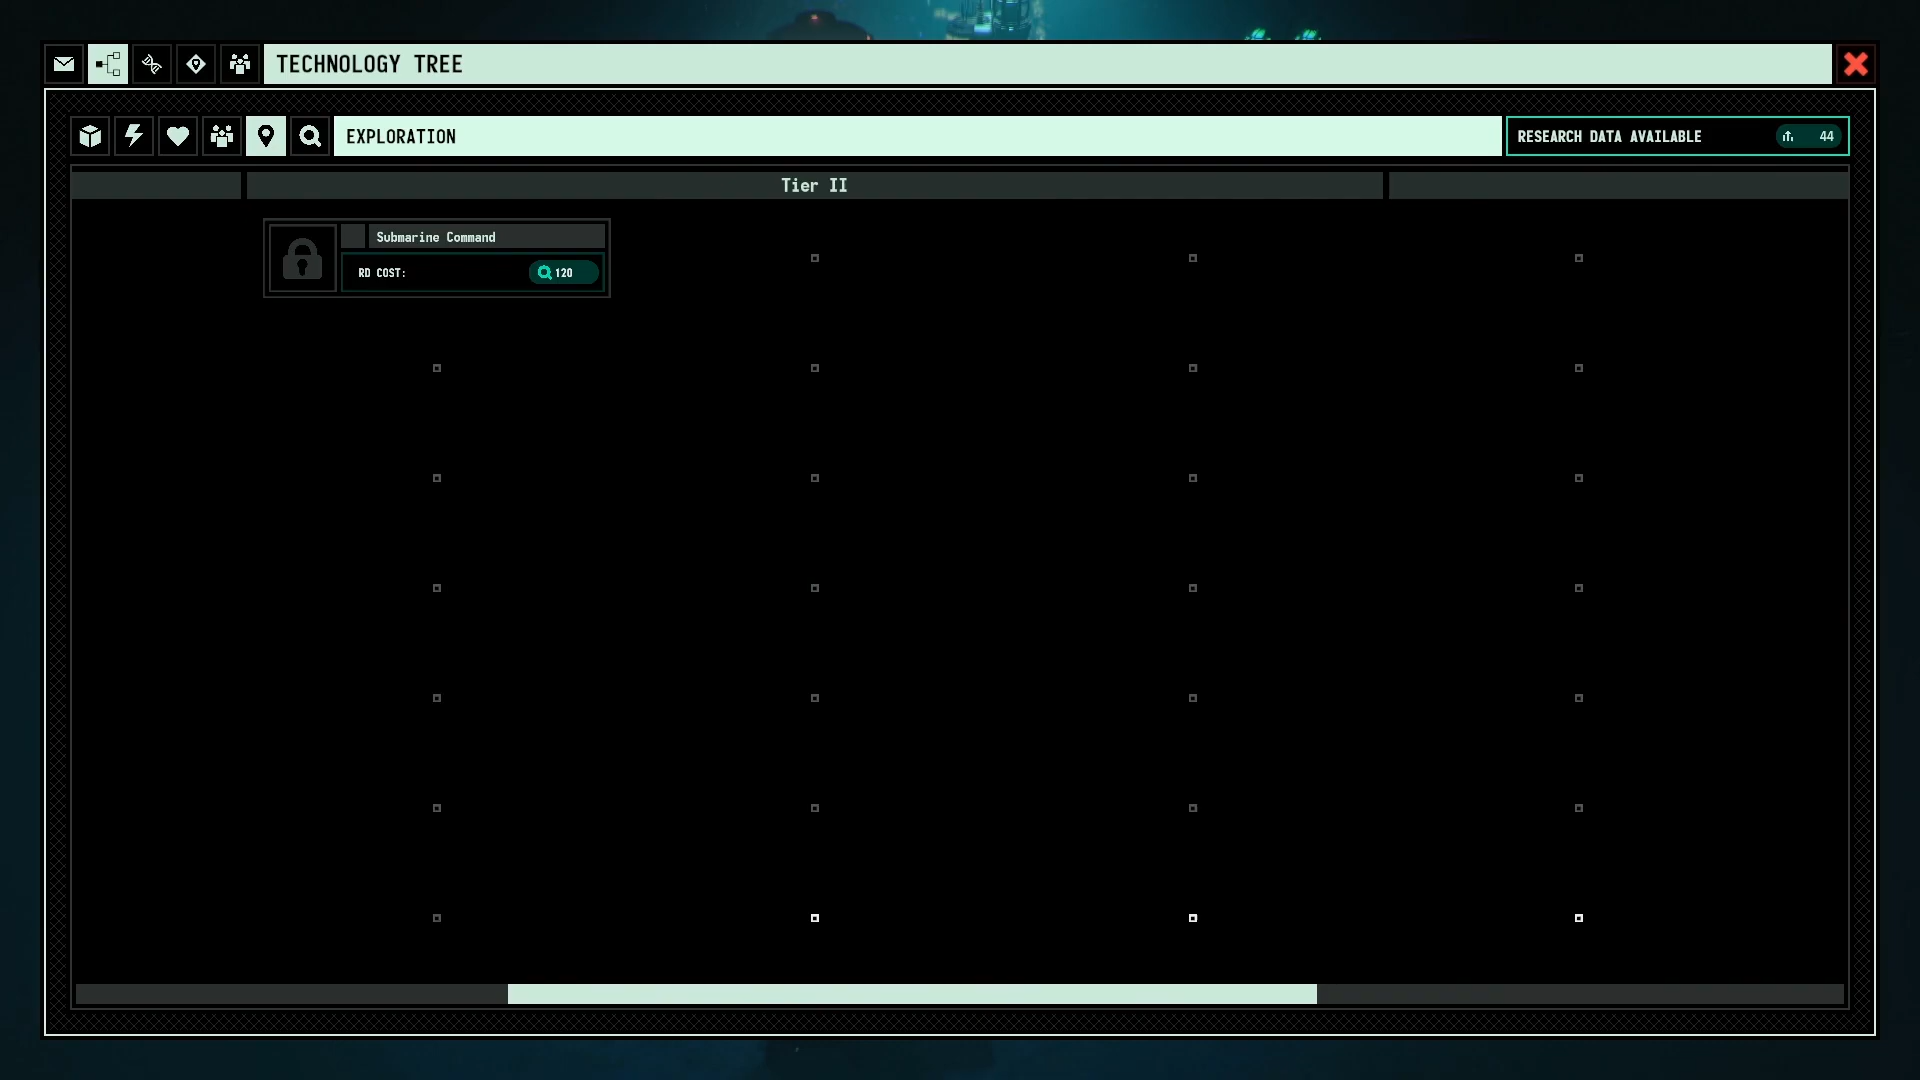 TECHNOLOGY TREE
EXPLORATION
RESEARCH DATA AVAILABLE 44
Tier II
Submarine Command
RD COST: 120